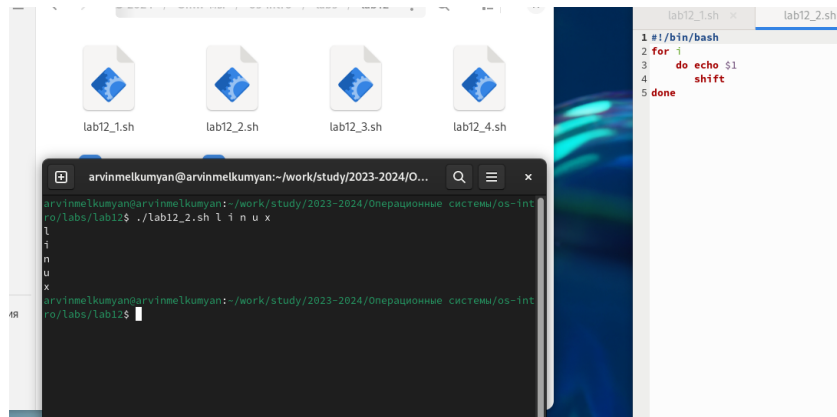 lab12_1.sh ×
lab12_2.sh
1 #!/bin/bash
2 for i
3 do echo $1
4 shift
5 done
lab12_1.sh
lab12_2.sh
lab12_3.sh
lab12_4.sh
arvinmelkumyan@arvinmelkumyan:~/work/study/2023-2024/О...
arvinmelkumyan@arvinmelkumyan:~/work/study/2023-2024/Операционные системы/os-int
ro/labs/lab12$ ./lab12_2.sh l i n u x
l
i
n
u
x
arvinmelkumyan@arvinmelkumyan:~/work/study/2023-2024/Операционные системы/os-int
ro/labs/lab12$
ия